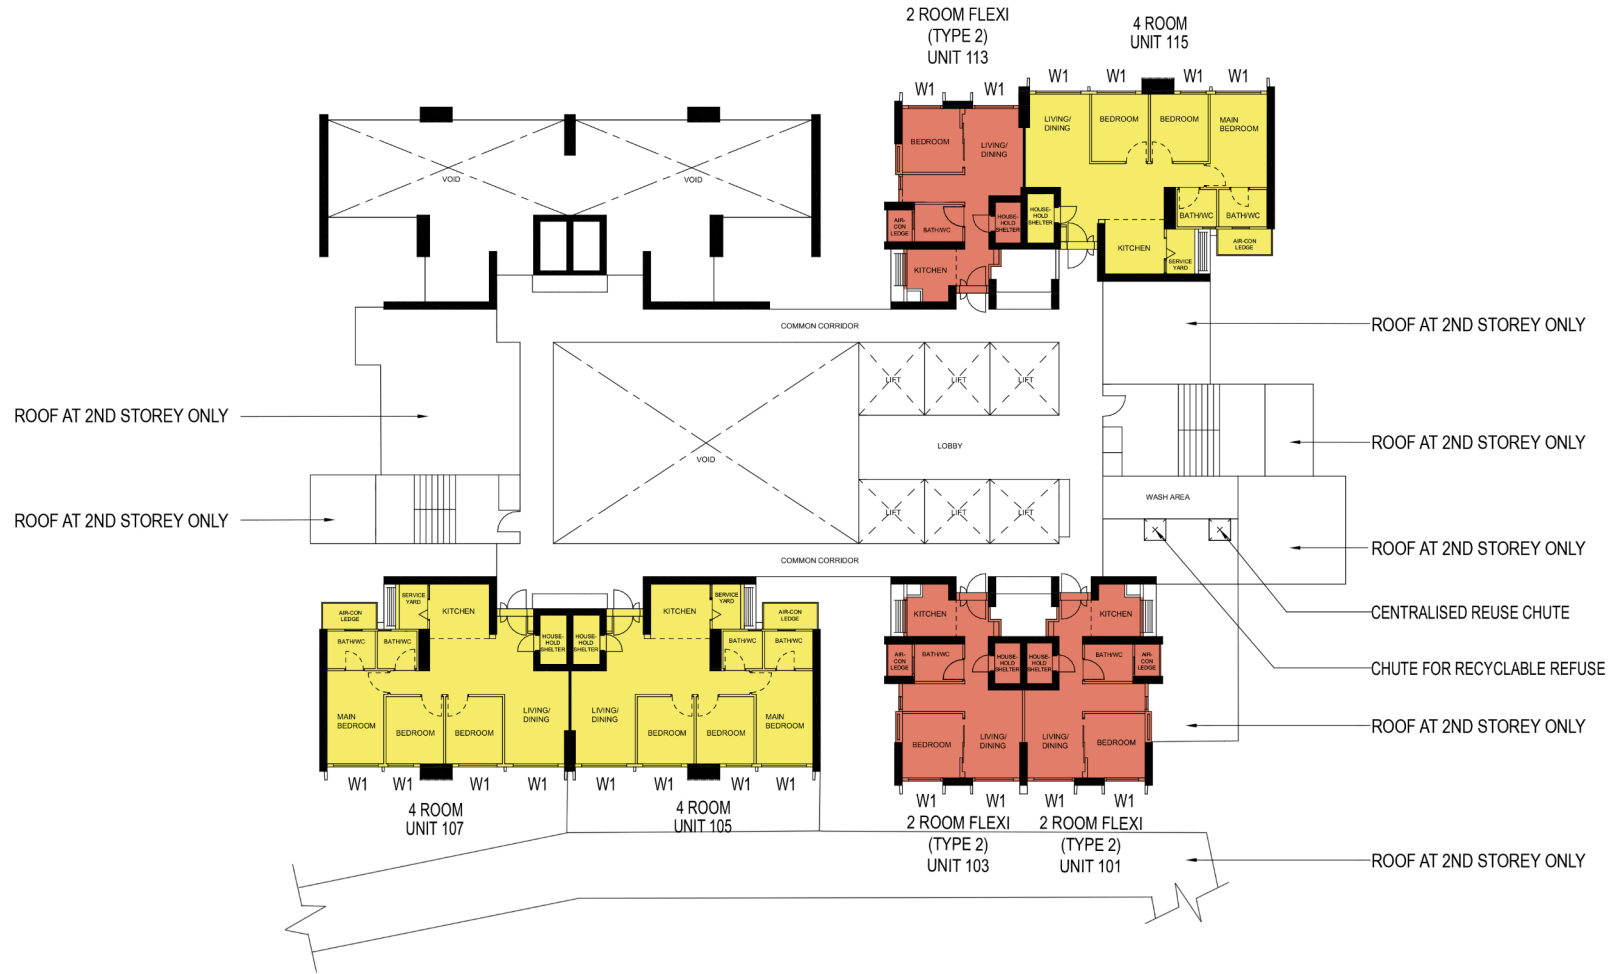 2 ROOM FLEXI
(TYPE 2)
UNIT 113
4 ROOM
UNIT 115
W1
W1
W1
W1
W1
W1
BEDROOM
LIVING/
DINING
AIR-
CON
LEDGE
BATH/WC
HOUSE-
HOLD
SHELTER
KITCHEN
LIVING/
DINING
BEDROOM
BEDROOM
MAIN
BEDROOM
HOUSE-
HOLD
SHELTER
BATH/WC
BATH/WC
KITCHEN
SERVICE
YARD
AIR-CON
LEDGE
VOID
VOID
COMMON CORRIDOR
ROOF AT 2ND STOREY ONLY
LIFT
LIFT
LIFT
ROOF AT 2ND STOREY ONLY
LOBBY
ROOF AT 2ND STOREY ONLY
VOID
WASH AREA
ROOF AT 2ND STOREY ONLY
LIFT
LIFT
LIFT
ROOF AT 2ND STOREY ONLY
COMMON CORRIDOR
CENTRALISED REUSE CHUTE
CHUTE FOR RECYCLABLE REFUSE
ROOF AT 2ND STOREY ONLY
AIR-CON
LEDGE
SERVICE
YARD
KITCHEN
BATH/WC
BATH/WC
HOUSE-
HOLD
SHELTER
MAIN
BEDROOM
BEDROOM
BEDROOM
LIVING/
DINING
HOUSE-
HOLD
SHELTER
KITCHEN
SERVICE
YARD
AIR-CON
LEDGE
BATH/WC
BATH/WC
LIVING/
DINING
BEDROOM
BEDROOM
MAIN
BEDROOM
KITCHEN
AIR-
CON
LEDGE
BATH/WC
HOUSE-
HOLD
SHELTER
BEDROOM
LIVING/
DINING
KITCHEN
HOUSE-
HOLD
SHELTER
BATH/WC
AIR-
CON
LEDGE
LIVING/
DINING
BEDROOM
W1
W1
W1
W1
W1
W1
W1
W1
W1
W1
W1
W1
4 ROOM
UNIT 107
4 ROOM
UNIT 105
2 ROOM FLEXI
(TYPE 2)
UNIT 103
2 ROOM FLEXI
(TYPE 2)
UNIT 101
ROOF AT 2ND STOREY ONLY